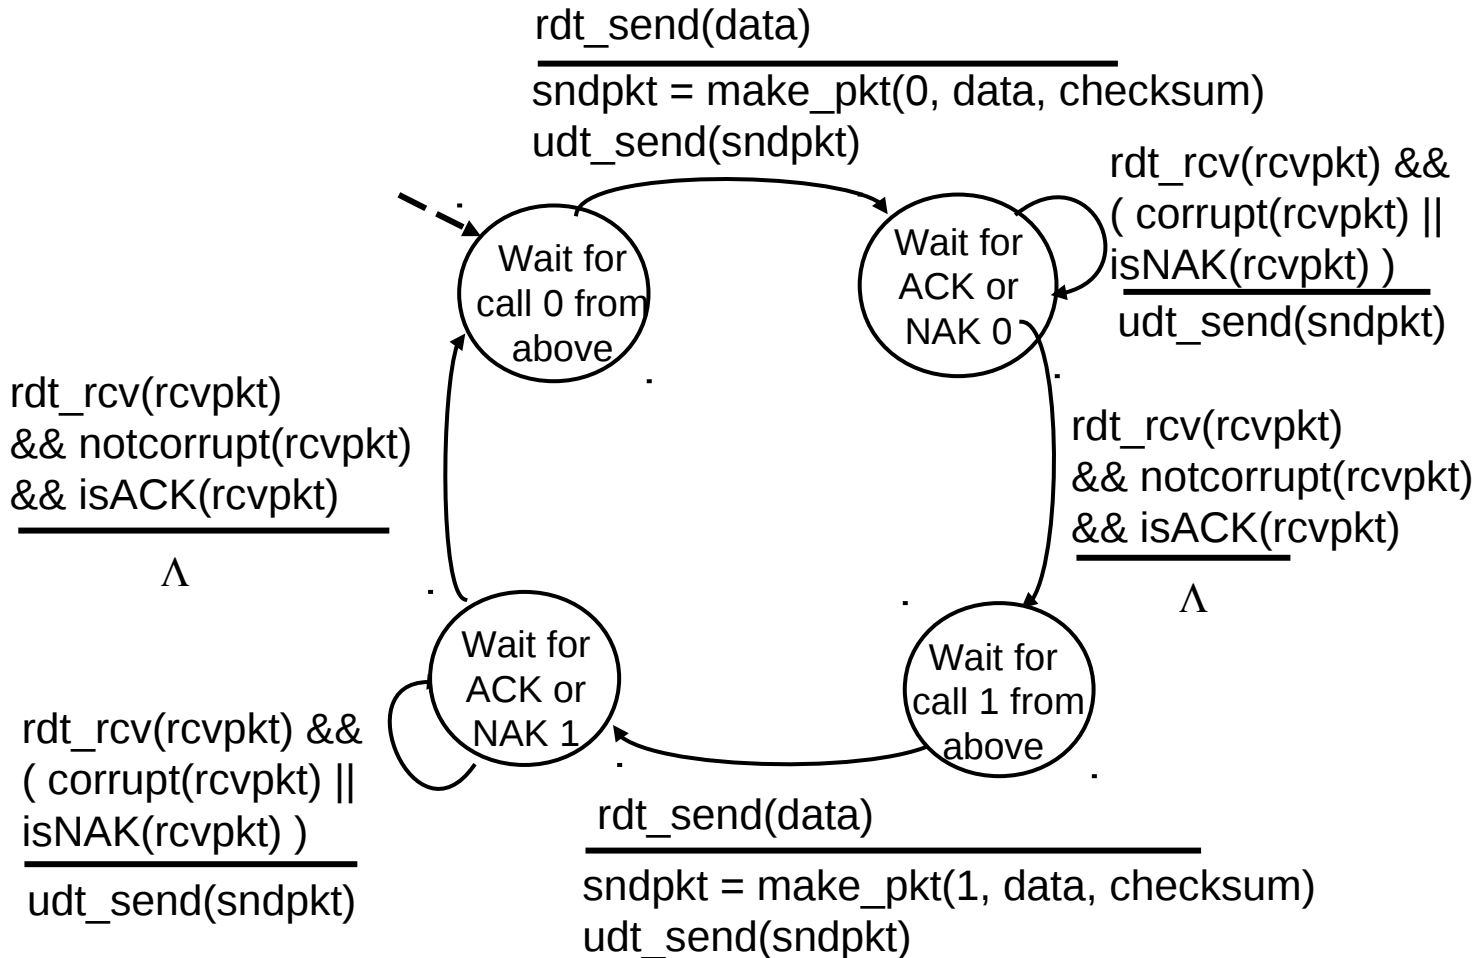 rdt_send(data)
sndpkt = make_pkt(0, data, checksum)
udt_send(sndpkt)
rdt_rcv(rcvpkt) &&
( corrupt(rcvpkt) ||
isNAK(rcvpkt) )
udt_send(sndpkt)
Wait for
call 0 from
above
Wait for
ACK or
NAK 0
rdt_rcv(rcvpkt)
&& notcorrupt(rcvpkt)
&& isACK(rcvpkt)
Λ
rdt_rcv(rcvpkt)
&& notcorrupt(rcvpkt)
&& isACK(rcvpkt)
Λ
Wait for
ACK or
NAK 1
Wait for
call 1 from
above
rdt_rcv(rcvpkt) &&
( corrupt(rcvpkt) ||
isNAK(rcvpkt) )
udt_send(sndpkt)
rdt_send(data)
sndpkt = make_pkt(1, data, checksum)
udt_send(sndpkt)